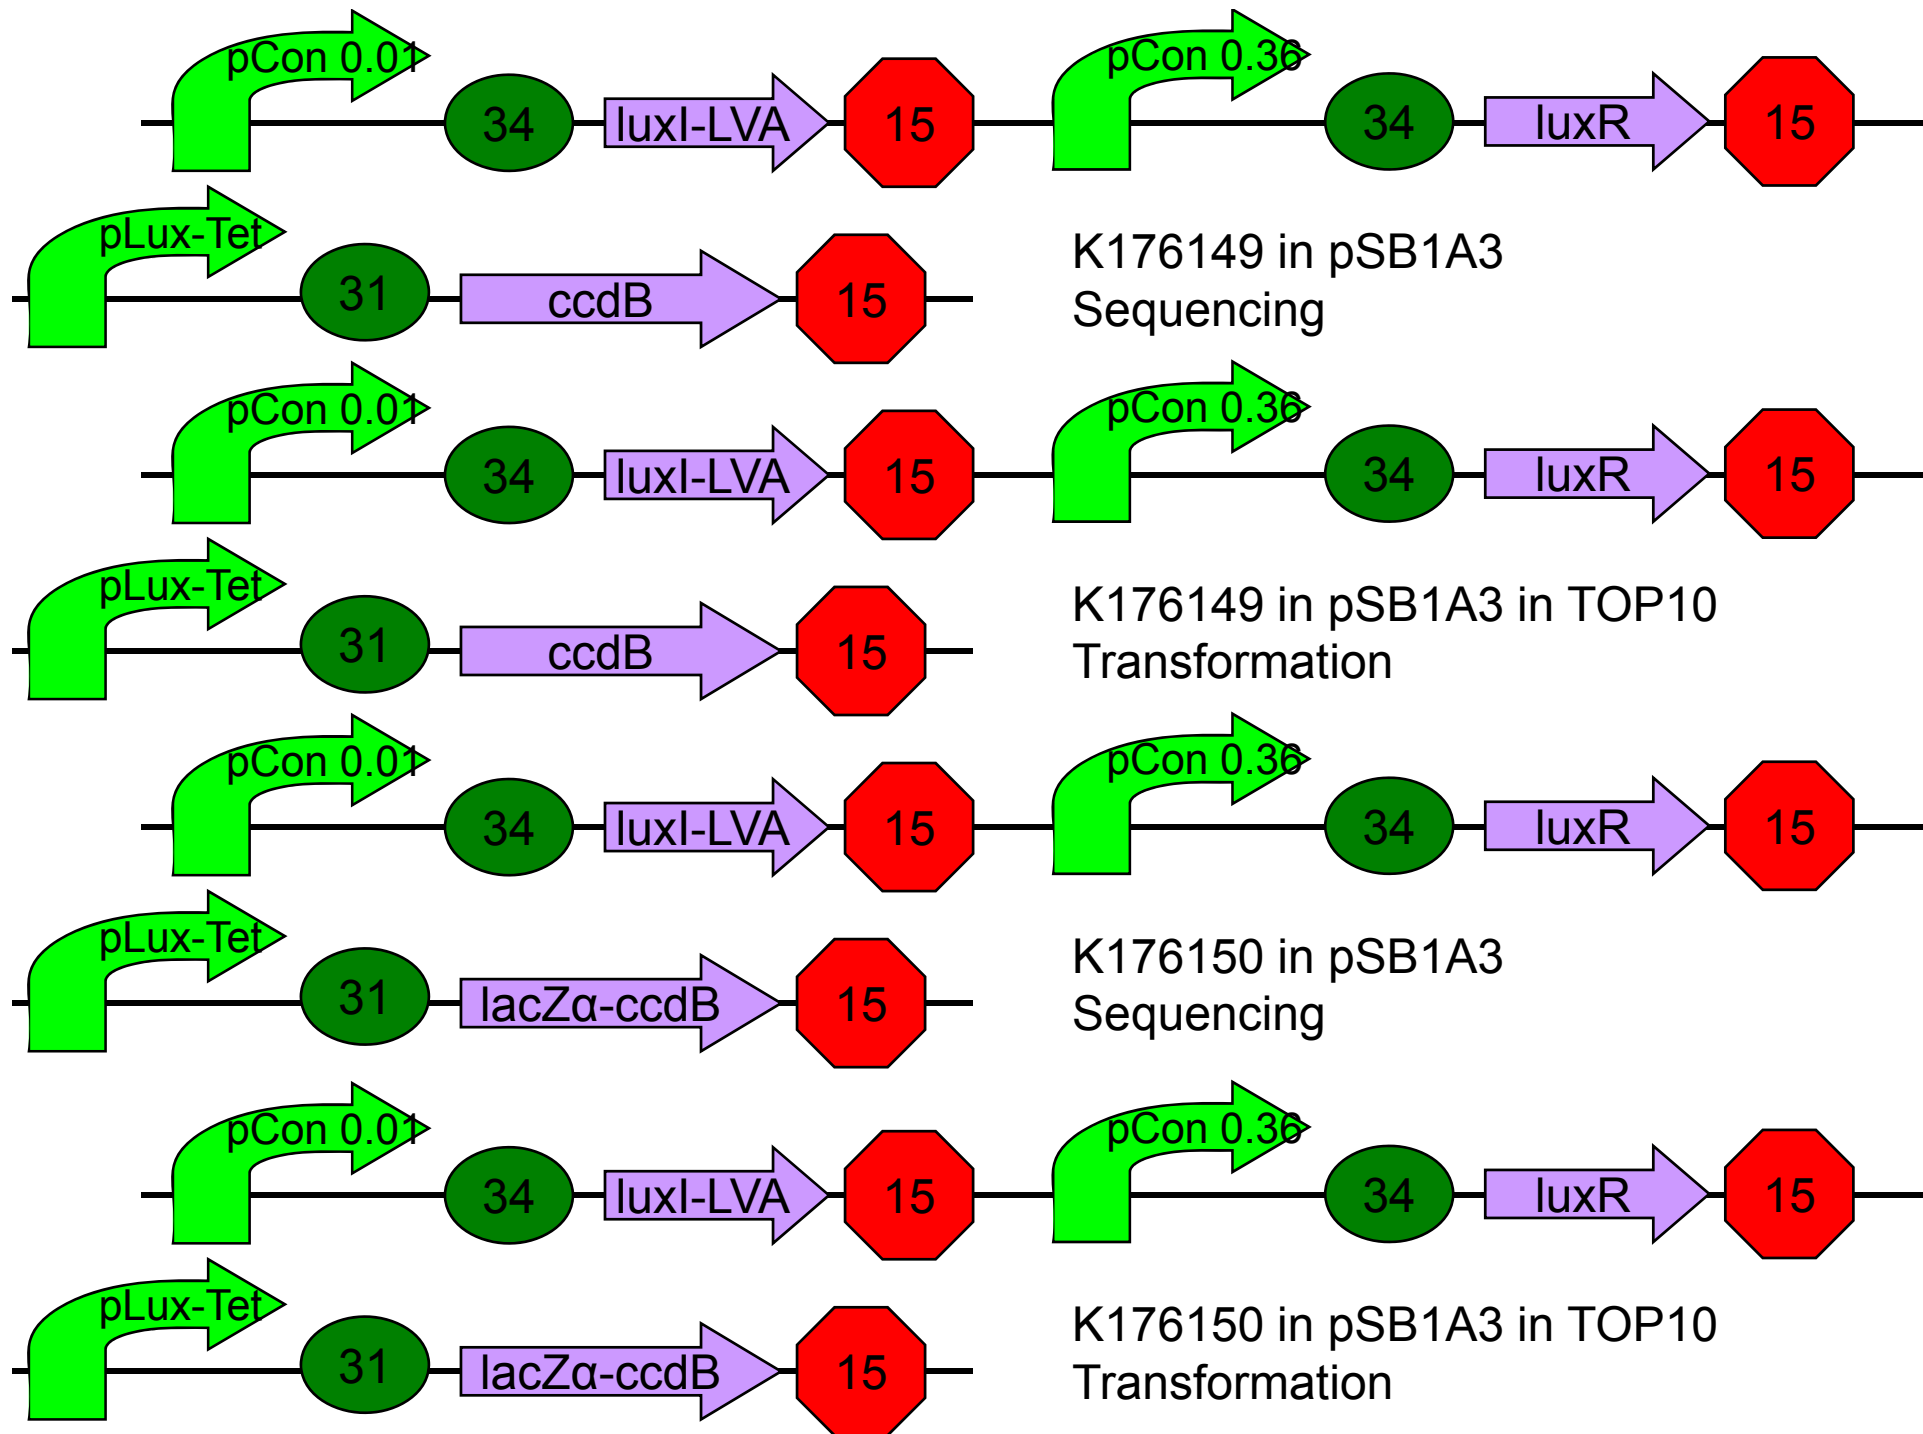 pCon 0.01 34 luxI-LVA 15 pCon 0.36 34 luxR 15
pLux-Tet 31 ccdB 15 K176149 in pSB1A3
Sequencing
pCon 0.01 34 luxI-LVA 15 pCon 0.36 34 luxR 15
pLux-Tet 31 ccdB 15 K176149 in pSB1A3 in TOP10
Transformation
pCon 0.01 34 luxI-LVA 15 pCon 0.36 34 luxR 15
pLux-Tet 31 lacZα-ccdB 15 K176150 in pSB1A3
Sequencing
pCon 0.01 34 luxI-LVA 15 pCon 0.36 34 luxR 15
pLux-Tet 31 lacZα-ccdB 15 K176150 in pSB1A3 in TOP10
Transformation